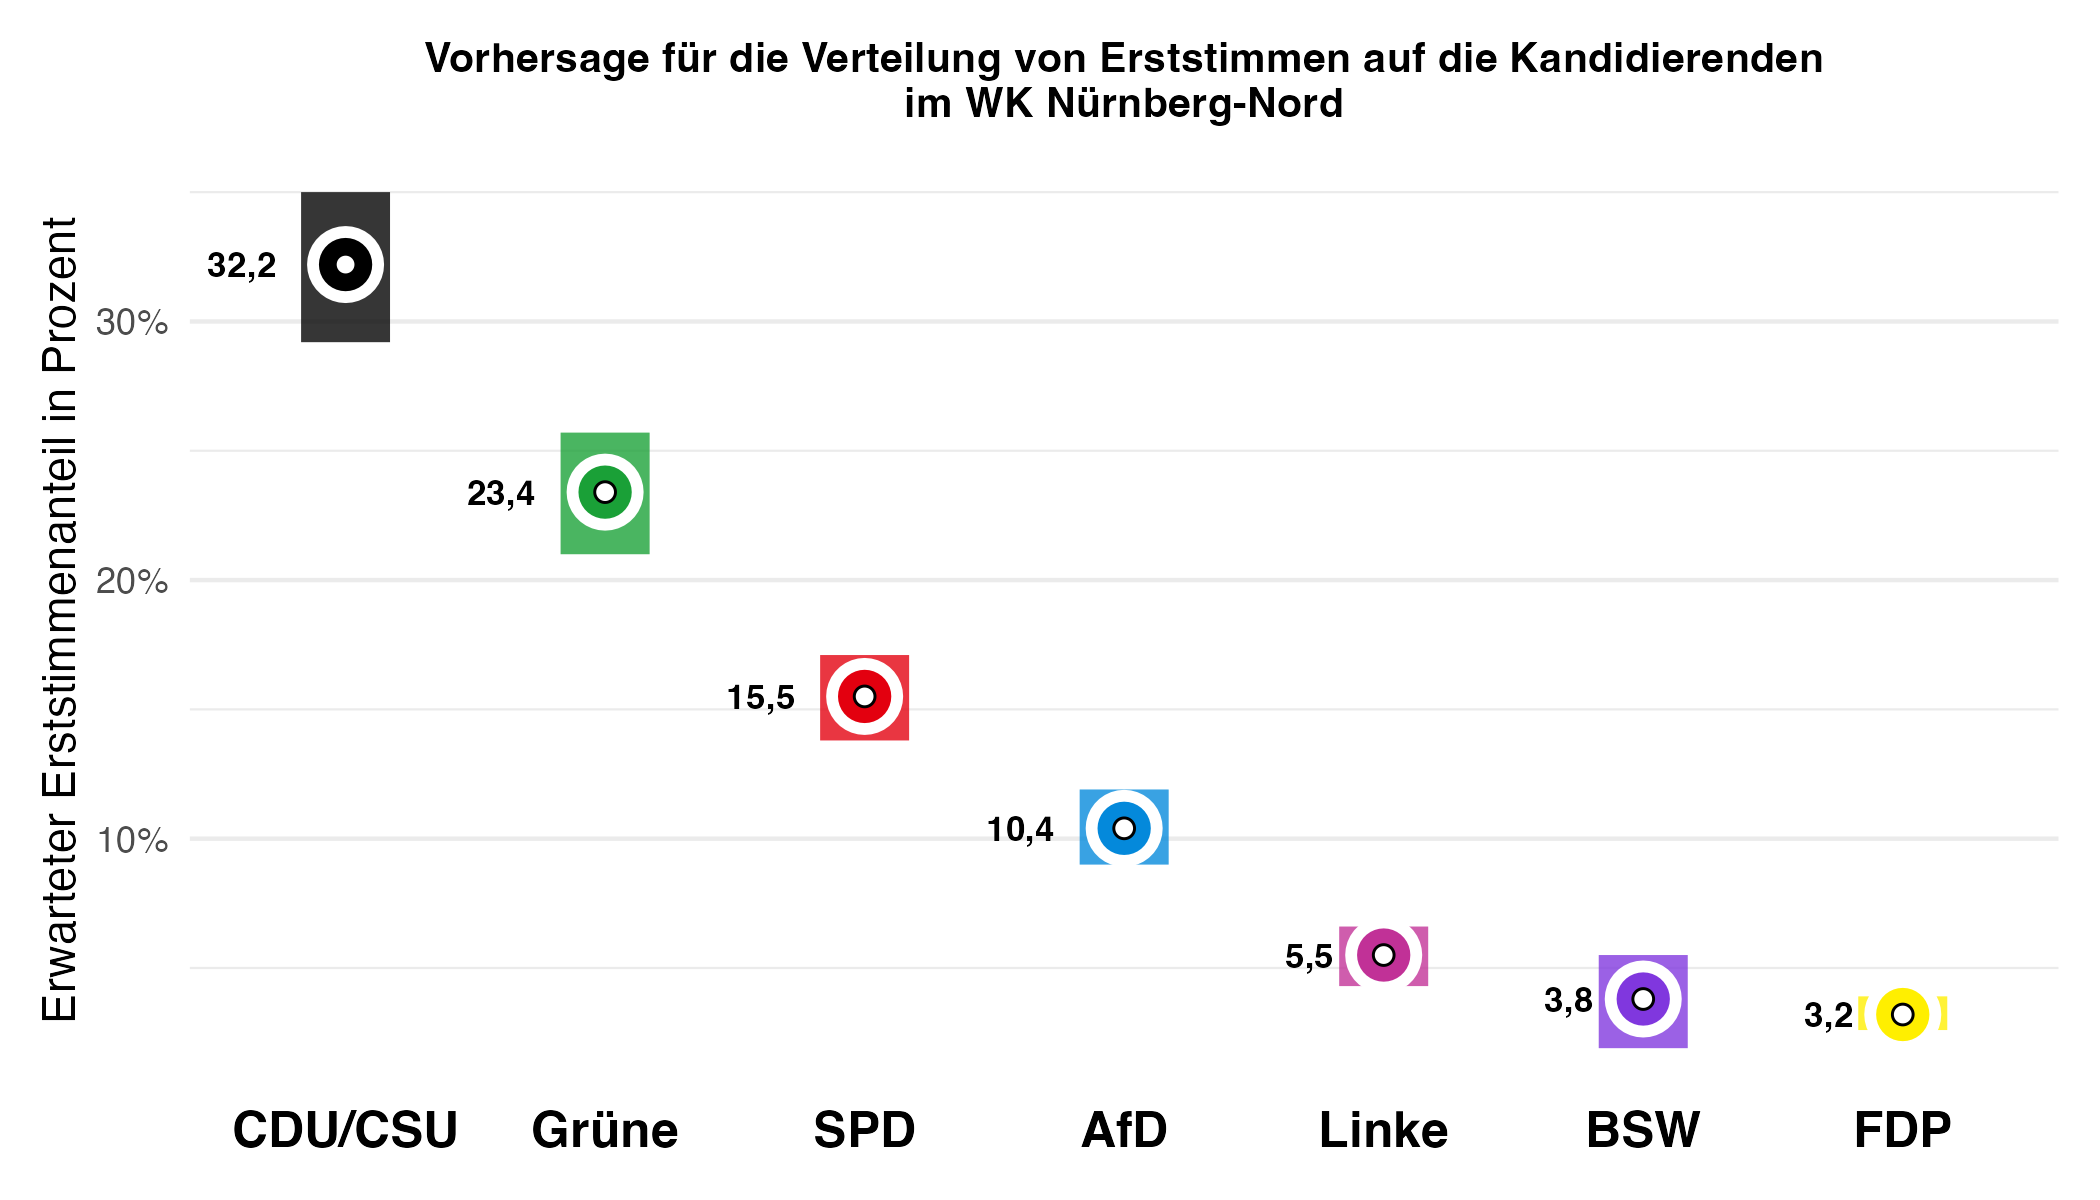 Vorhersage für die Verteilung von Erststimmen auf die Kandidierenden
im WK Nürnberg-Nord
Erwarteter Erststimmenanteil in Prozent
30%
20%
10%
32,2
23,4
15,5
10,4
5,5
3,8
3,2
CDU/CSU
Grüne
SPD
AfD
Linke
BSW
FDP